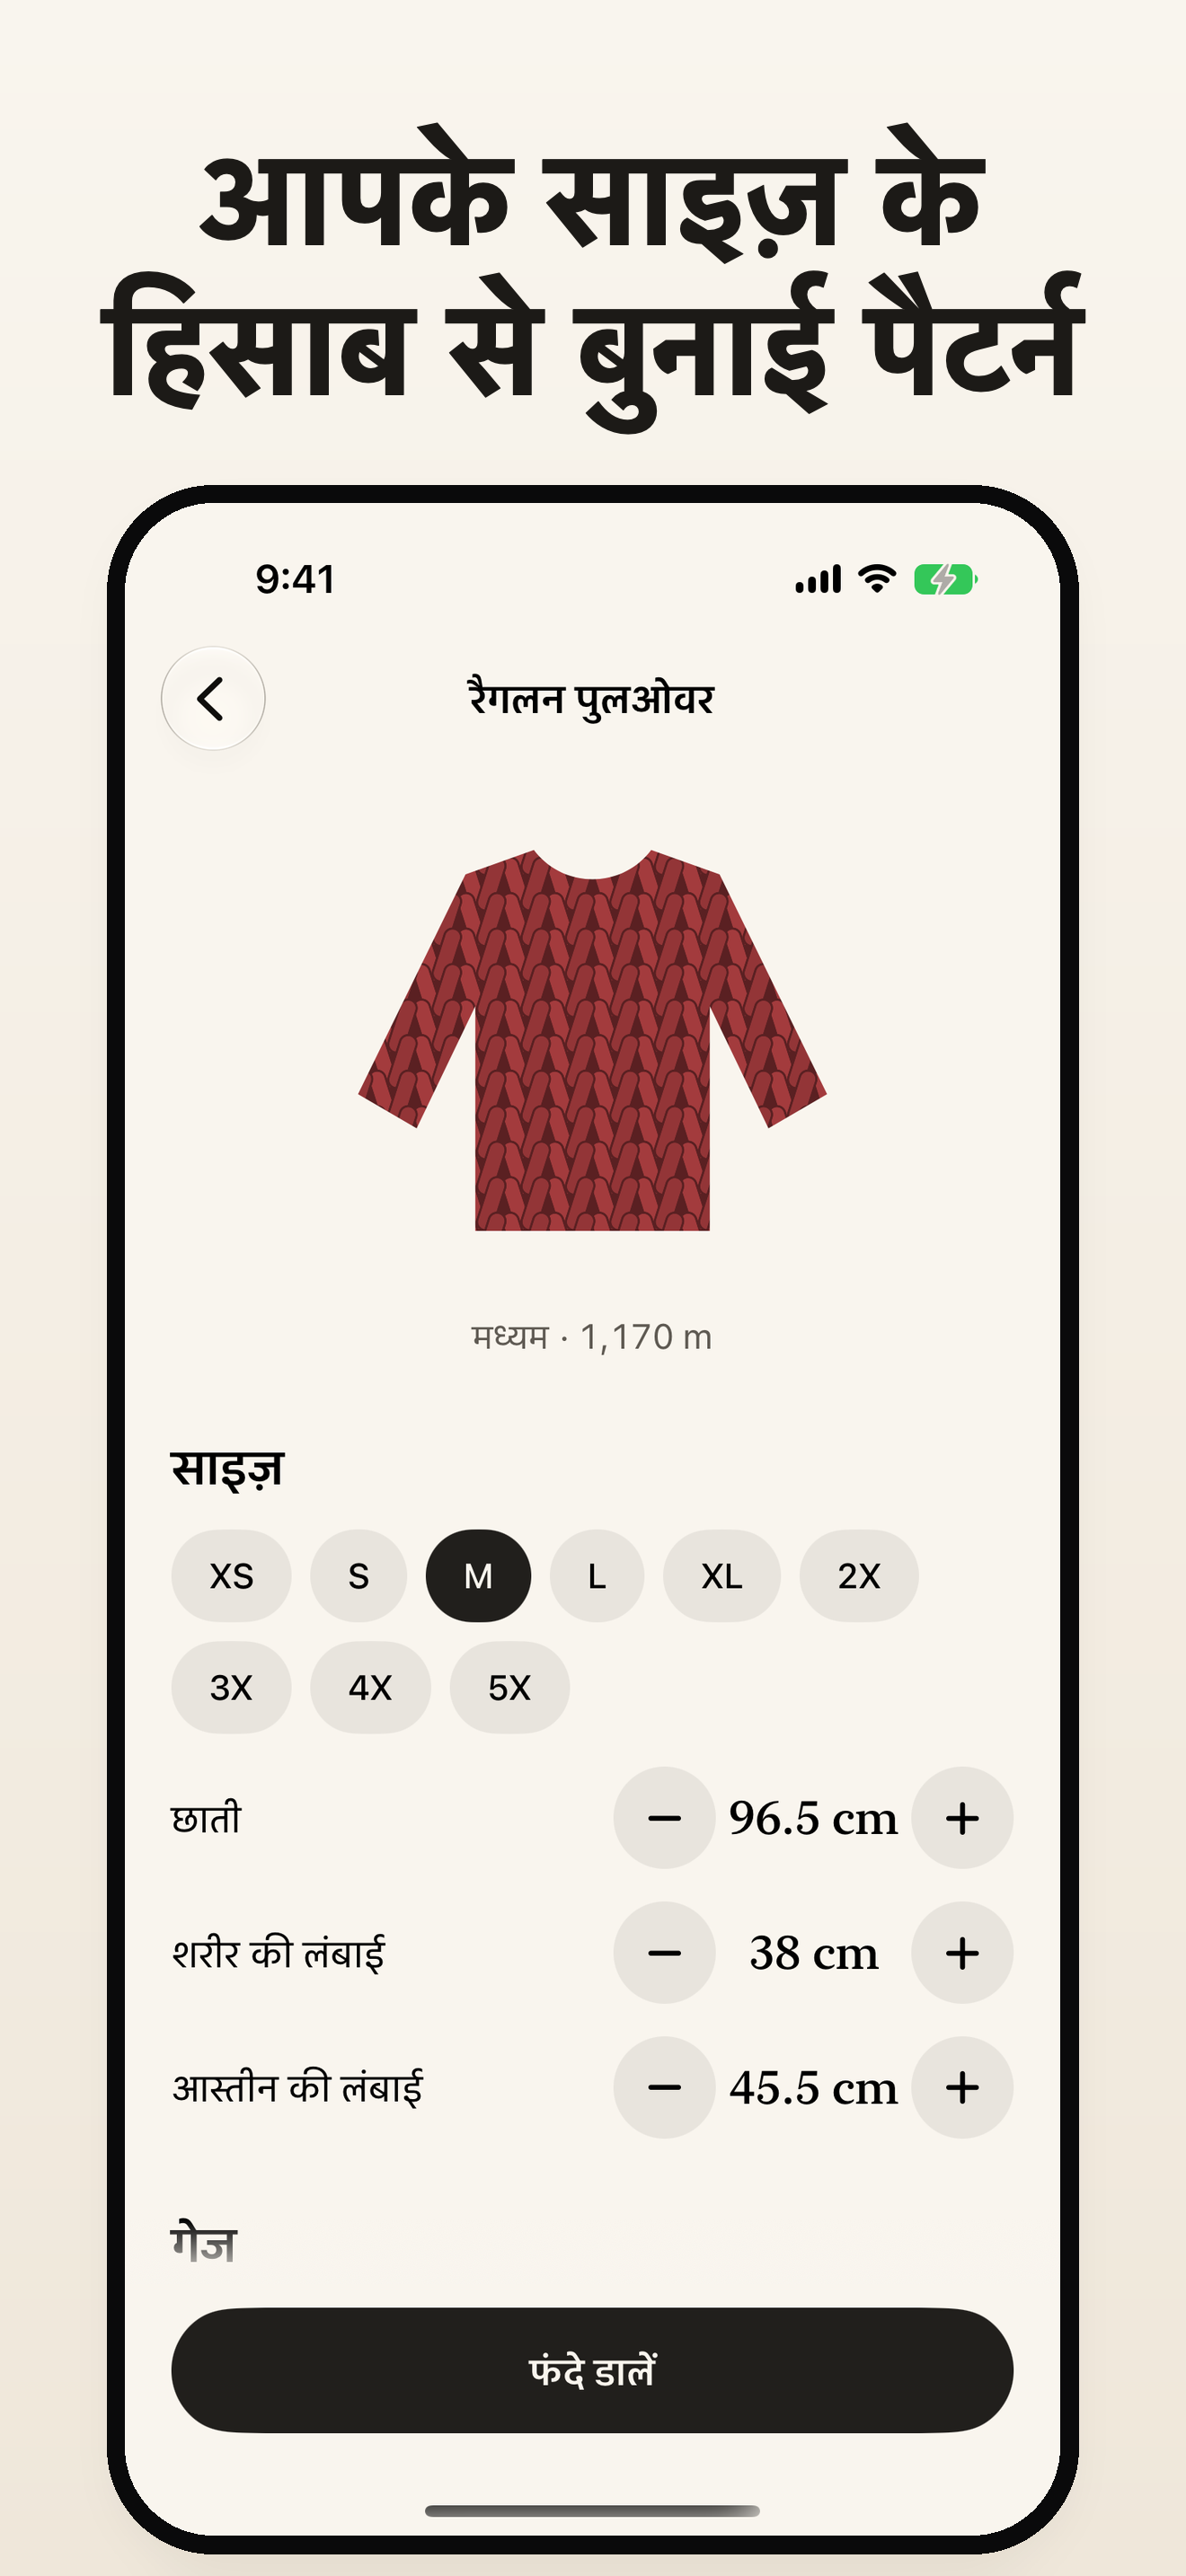 आपके साइज़ के
हिसाब से बुनाई पैटर्न
9:41
रैगलन पुलओवर
मध्यम · 1,170 m
साइज़
XS S M L XL 2X
3X 4X 5X
छाती 96.5 cm
शरीर की लंबाई 38 cm
आस्तीन की लंबाई 45.5 cm
गेज
फंदे डालें